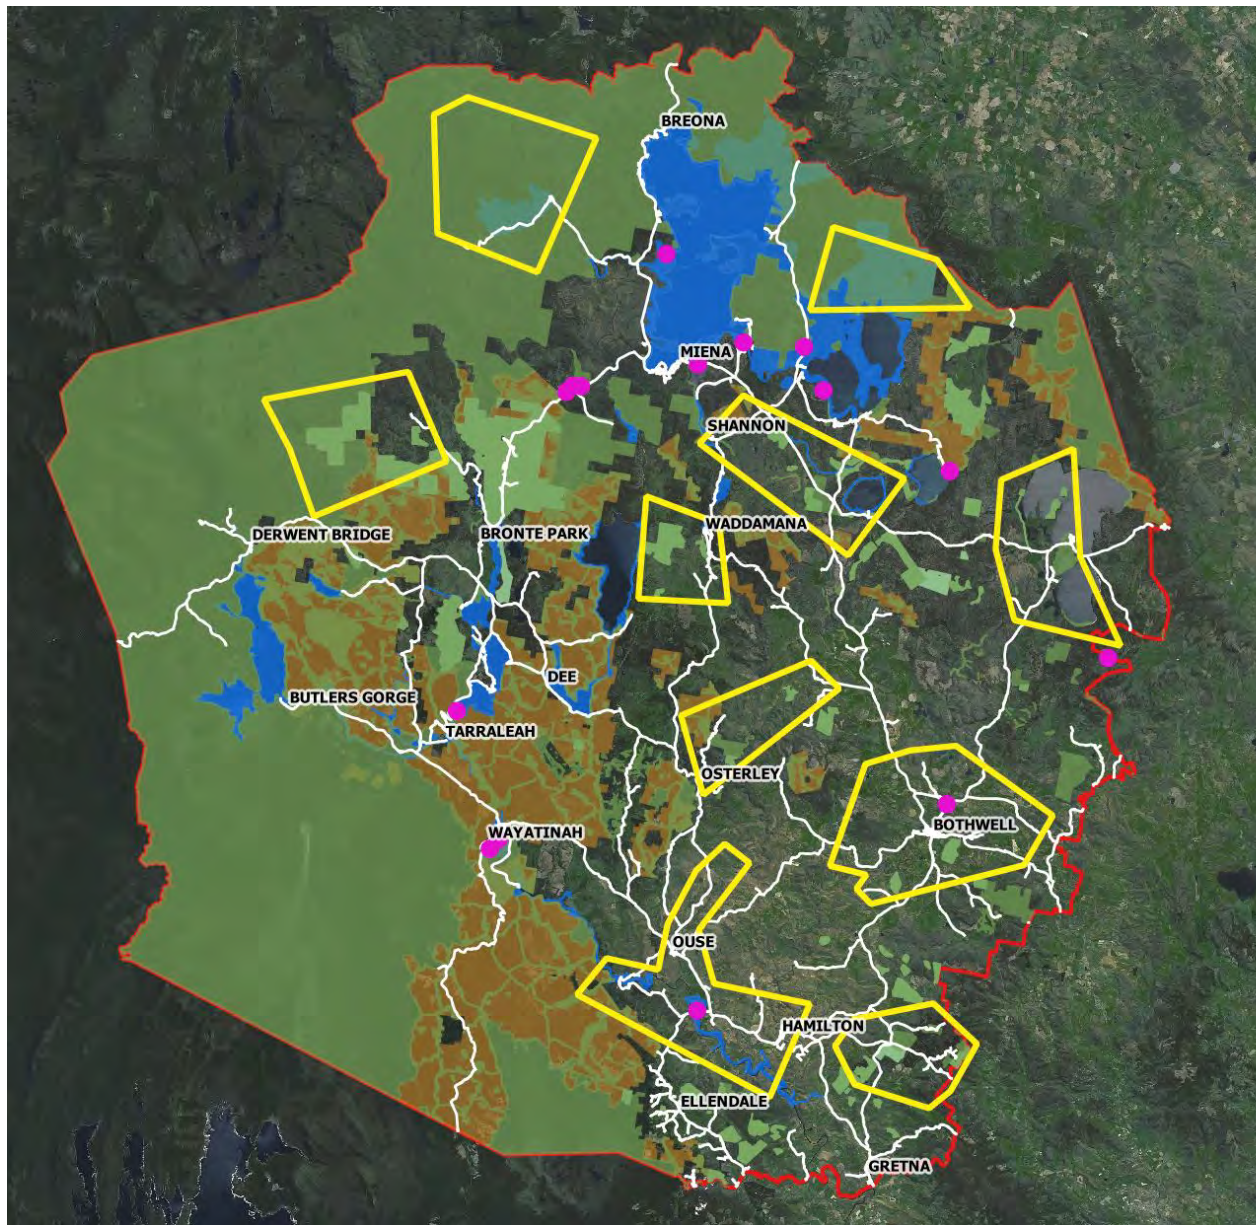 BREONA
MIENA
SHANNON
WADDAMANA
DERWENT BRIDGE
BRONTE PARK
DEE
BUTLERS GORGE
TARRALEAH
OSTERLEY
BOTHWELL
WAYATINAH
OUSE
HAMILTON
ELLENDALE
GRETNA